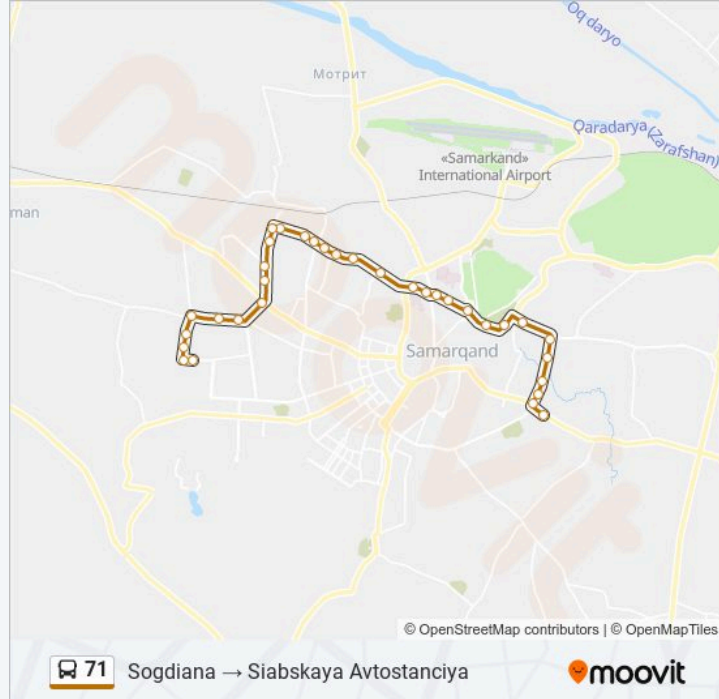 Oq daryo
Мотрит
Qaradarya (Zarafshan)
«Samarkand»
International Airport
man
Samarqand
© OpenStreetMap contributors | © OpenMapTiles
71 Sogdiana → Siabskaya Avtostanciya
moovit